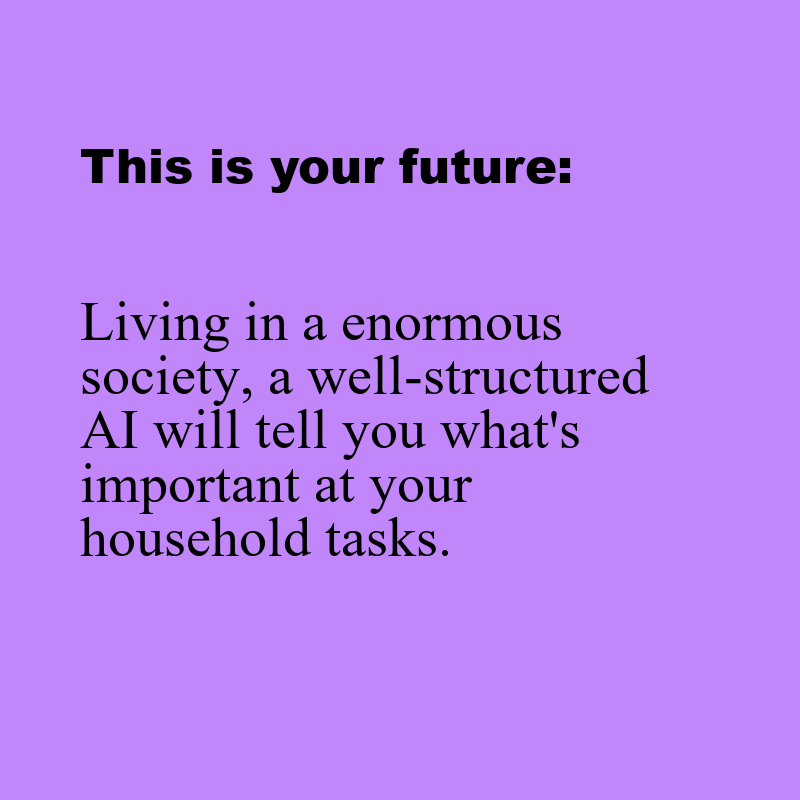 This is your future:
Living in a enormous
society, a well-structured
AI will tell you what's
important at your
household tasks.